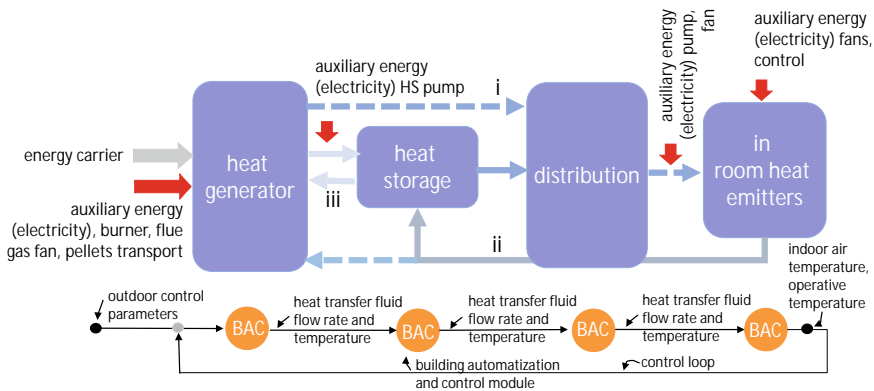 auxiliary energy
(electricity) HS pump
i
auxiliary energy
(electricity) pump,
fan
auxiliary energy
(electricity) fans,
control
energy carrier
heat
generator
heat
storage
distribution
in
room heat
emitters
iii
auxiliary energy
(electricity), burner, flue
gas fan, pellets transport
ii
indoor air
temperature,
operative
temperature
outdoor control
parameters
BAC
heat transfer fluid
flow rate and
temperature
BAC
heat transfer fluid
flow rate and
temperature
BAC
heat transfer fluid
flow rate and
temperature
BAC
building automatization
and control module
control loop